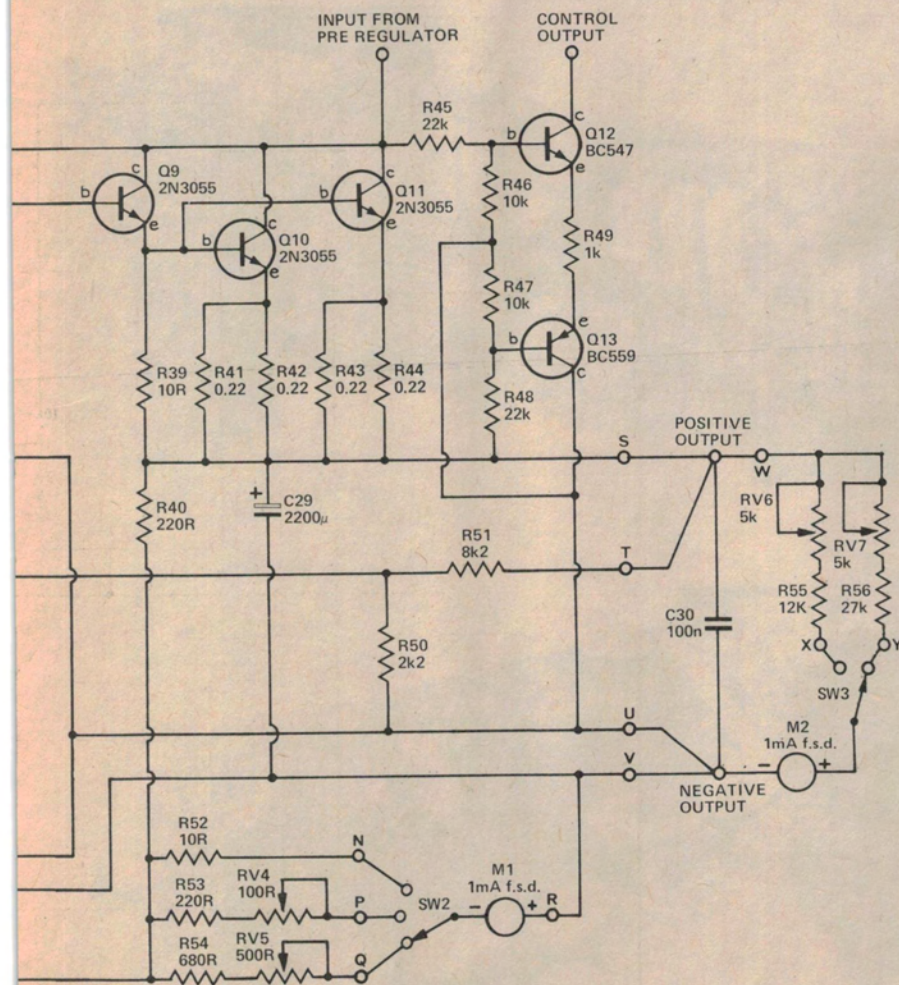 INPUT FROM
PRE REGULATOR
CONTROL
OUTPUT
R45
22k
c
b
Q12
BC547
e
Q9
2N3055
c
b
e
c
b
Q11
2N3055
e
R46
10k
c
b
Q10
2N3055
e
R49
1k
R47
10k
e
b
Q13
BC559
c
R39
10R
R41
0.22
R42
0.22
R43
0.22
R44
0.22
R48
22k
S
POSITIVE
OUTPUT
W
R40
220R
+
C29
2200µ
R51
8k2
T
RV6
5k
RV7
5k
R55
12K
R56
27k
C30
100n
R50
2k2
X
Y
SW3
U
V
M2
1mA f.s.d.
- +
NEGATIVE
OUTPUT
R52
10R
N
R53
220R
RV4
100R
P
SW2
M1
1mA f.s.d.
- +
R
R54
680R
RV5
500R
Q